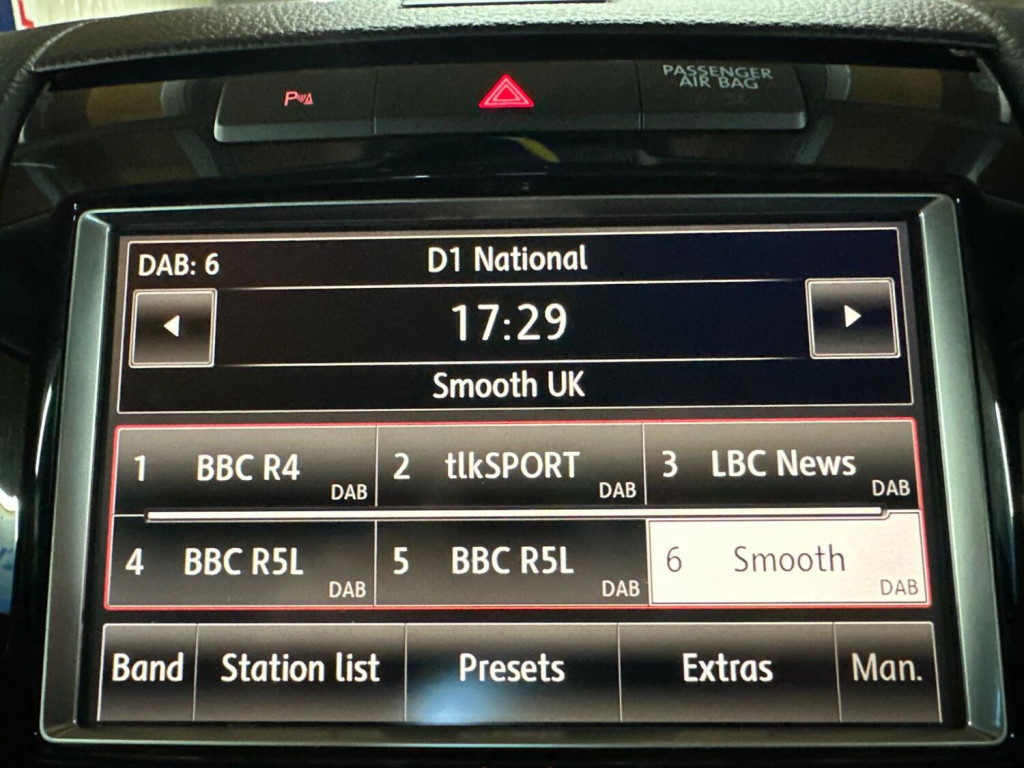 P
PASSENGER
AIR BAG
DAB: 6
D1 National
17:29
Smooth UK
1 BBC R4 DAB
2 tlkSPORT DAB
3 LBC News DAB
4 BBC R5L DAB
5 BBC R5L DAB
6 Smooth DAB
Band
Station list
Presets
Extras
Man.